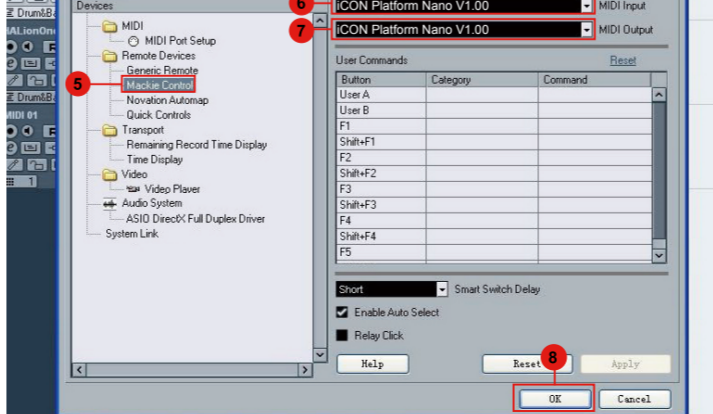 Devices
MIDI
MIDI Port Setup
Remote Devices
Generic Remote
Mackie Control
Novation Automap
Quick Controls
Transport
Remaining Record Time Display
Time Display
Video
Video Player
Audio System
ASIO DirectX Full Duplex Driver
System Link
5
6
iCON Platform Nano V1.00
MIDI Input
7
iCON Platform Nano V1.00
MIDI Output
User Commands
Reset
Button Category Command
User A
User B
F1
Shift+F1
F2
Shift+F2
F3
Shift+F3
F4
Shift+F4
F5
Short
Smart Switch Delay
Enable Auto Select
Relay Click
Help
Reset
8
Apply
OK
Cancel
MIDI 01
1